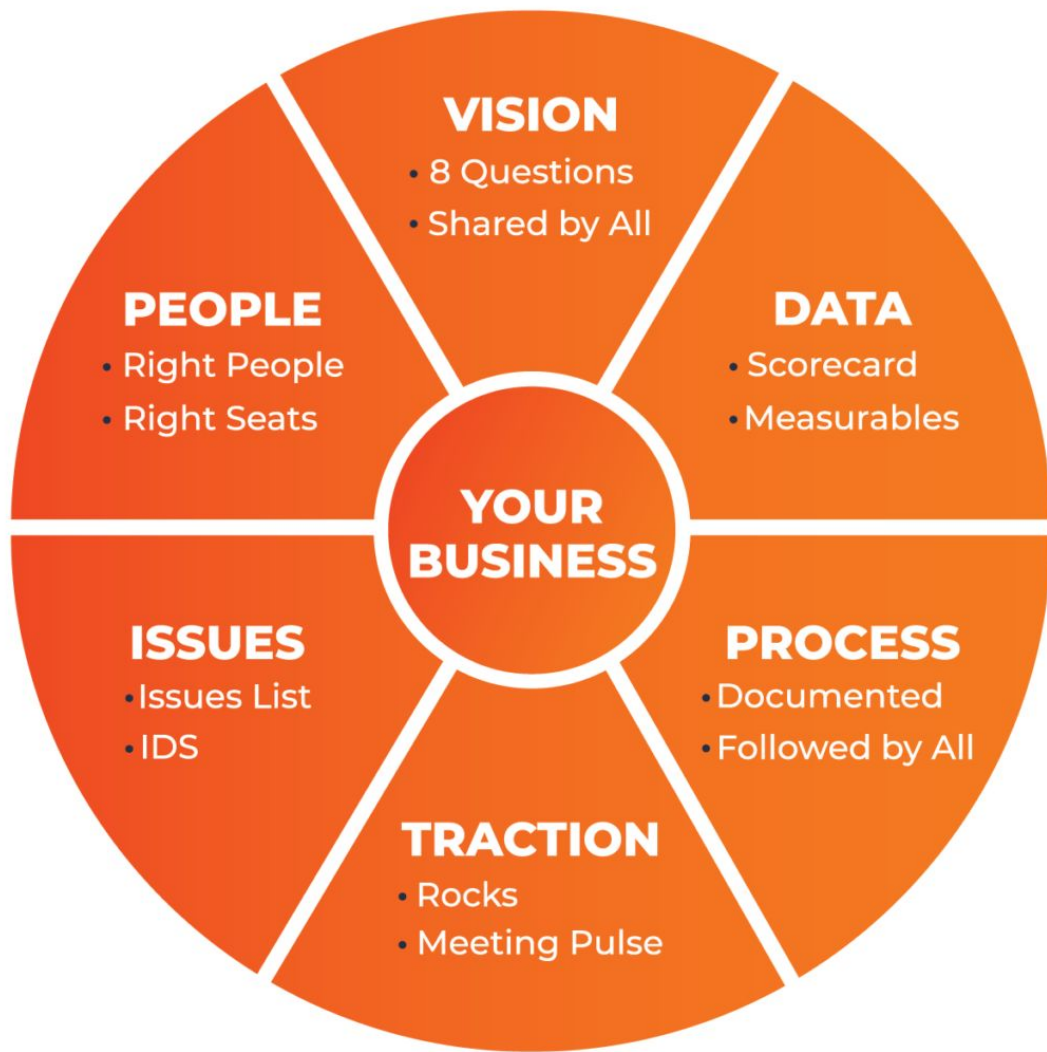 VISION
• 8 Questions
• Shared by All
DATA
• Scorecard
• Measurables
PROCESS
• Documented
• Followed by All
TRACTION
• Rocks
• Meeting Pulse
ISSUES
• Issues List
• IDS
PEOPLE
• Right People
• Right Seats
YOUR
BUSINESS